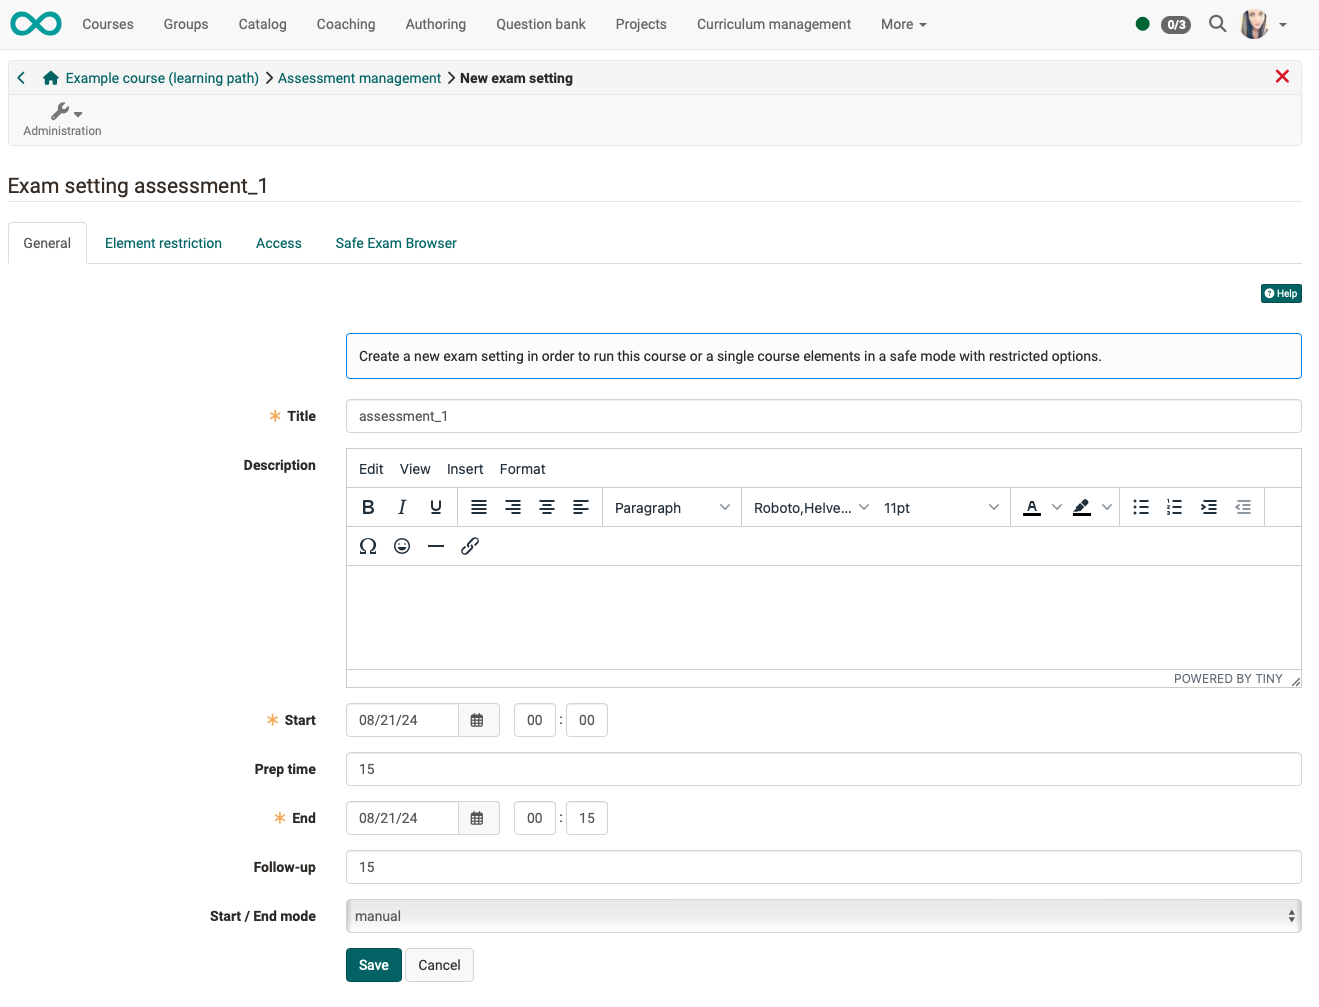 Courses Groups Catalog Coaching Authoring Question bank Projects Curriculum management More 0/3
Example course (learning path) Assessment management New exam setting
Administration
Exam setting assessment_1
General Element restriction Access Safe Exam Browser
Help
Create a new exam setting in order to run this course or a single course elements in a safe mode with restricted options.
Title assessment_1
Description
Edit View Insert Format
B I U Paragraph Roboto,Helve... 11pt A
Ω
POWERED BY TINY
Start 08/21/24 00 : 00
Prep time 15
End 08/21/24 00 : 15
Follow-up 15
Start / End mode manual
Save Cancel